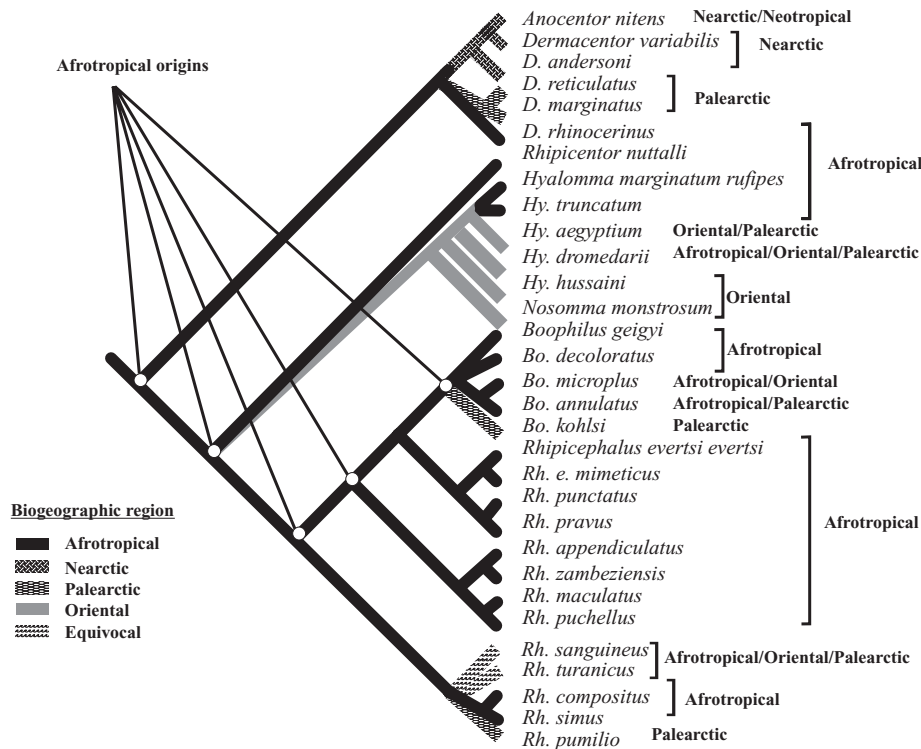 Anocentor nitens Nearctic/Neotropical
Dermacentor variabilis
Nearctic
D. andersoni
Afrotropical origins
D. reticulatus
Palearctic
D. marginatus
D. rhinocerinus
Rhipicentor nuttalli
Afrotropical
Hyalomma marginatum rufipes
Hy. truncatum
Hy. aegyptium Oriental/Palearctic
Hy. dromedarii Afrotropical/Oriental/Palearctic
Hy. hussaini
Oriental
Nosomma monstrosum
Boophilus geigyi
Afrotropical
Bo. decoloratus
Bo. microplus Afrotropical/Oriental
Bo. annulatus Afrotropical/Palearctic
Bo. kohlsi Palearctic
Rhipicephalus evertsi evertsi
Rh. e. mimeticus
Rh. punctatus
Rh. pravus
Afrotropical
Rh. appendiculatus
Rh. zambeziensis
Rh. maculatus
Rh. puchellus
Rh. sanguineus
Afrotropical/Oriental/Palearctic
Rh. turanicus
Rh. compositus
Afrotropical
Rh. simus
Rh. pumilio Palearctic
Biogeographic region
Afrotropical
Nearctic
Palearctic
Oriental
Equivocal